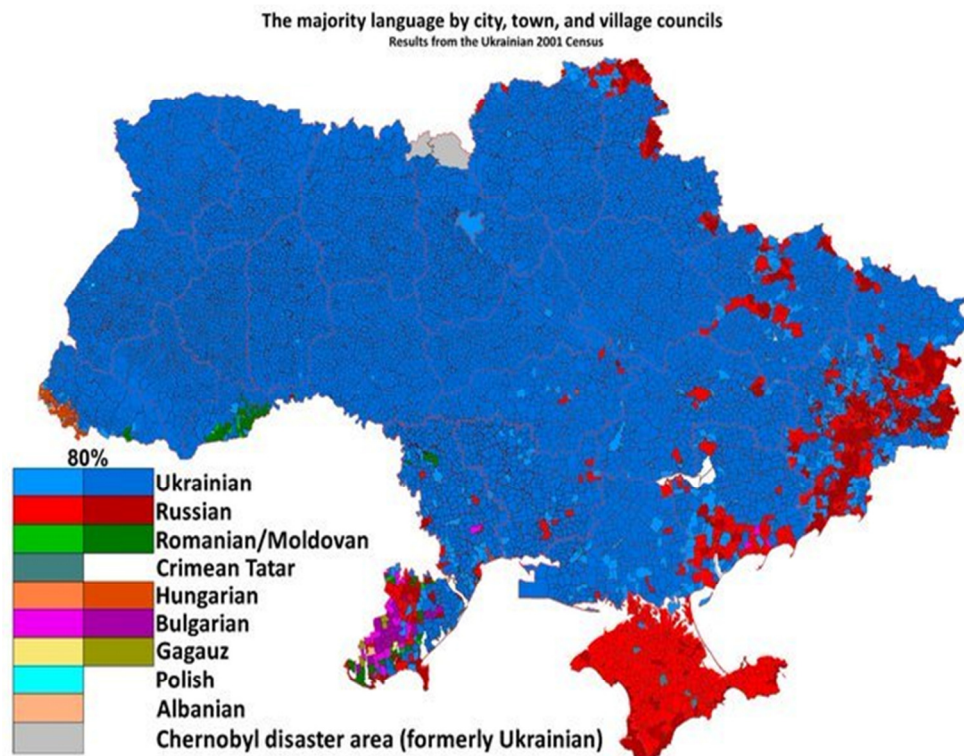 The majority language by city, town, and village councils
Results from the Ukrainian 2001 Census
80%
Ukrainian
Russian
Romanian/Moldovan
Crimean Tatar
Hungarian
Bulgarian
Gagauz
Polish
Albanian
Chernobyl disaster area (formerly Ukrainian)